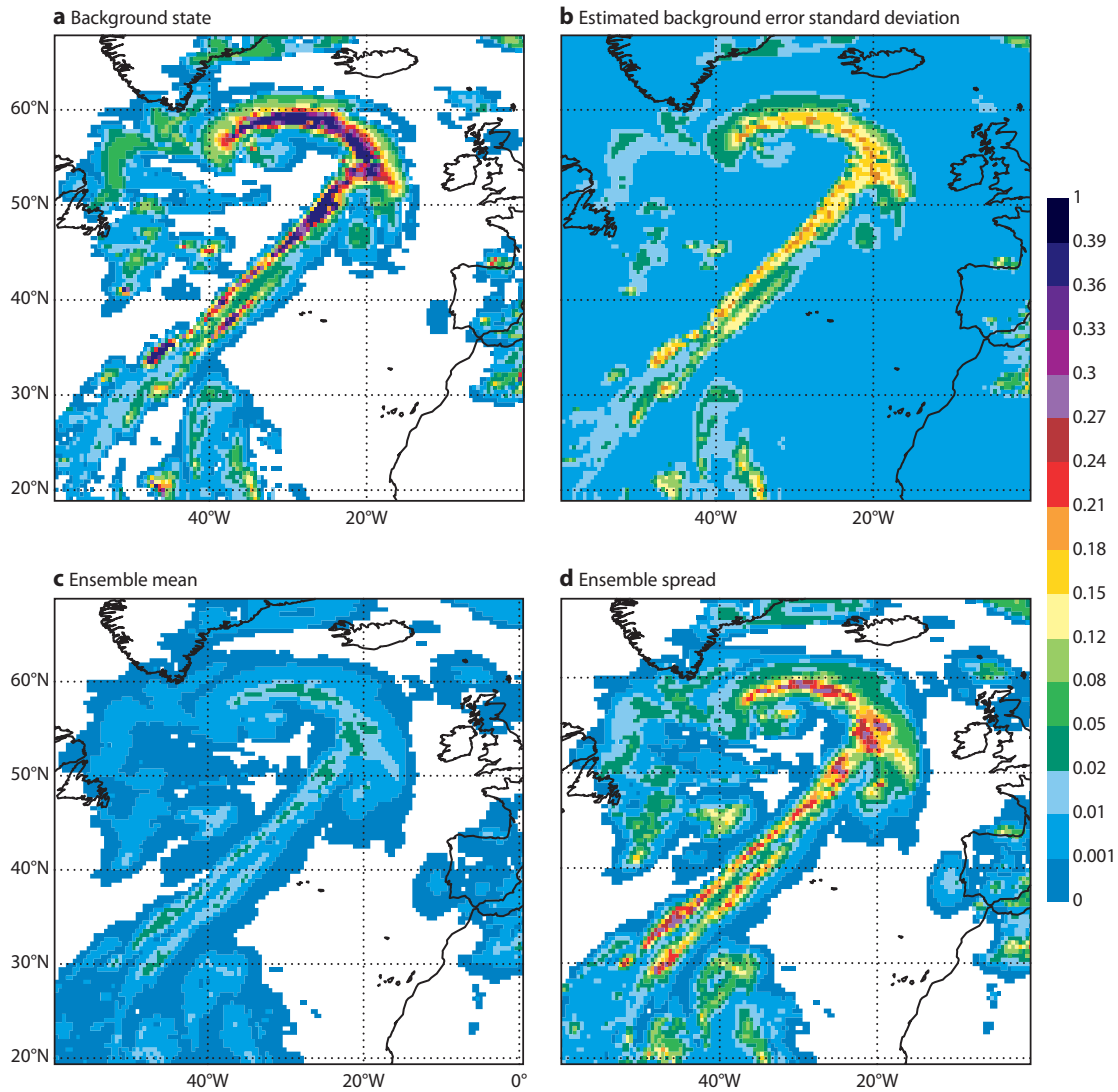 a Background state
b Estimated background error standard deviation
60°N
50°N
40°N
30°N
20°N
40°W
20°W
40°W
20°W
1
0.39
0.36
0.33
0.3
0.27
0.24
0.21
0.18
0.15
0.12
0.08
0.05
0.02
0.01
0.001
0
c Ensemble mean
d Ensemble spread
60°N
50°N
40°N
30°N
20°N
40°W
20°W
0°
40°W
20°W